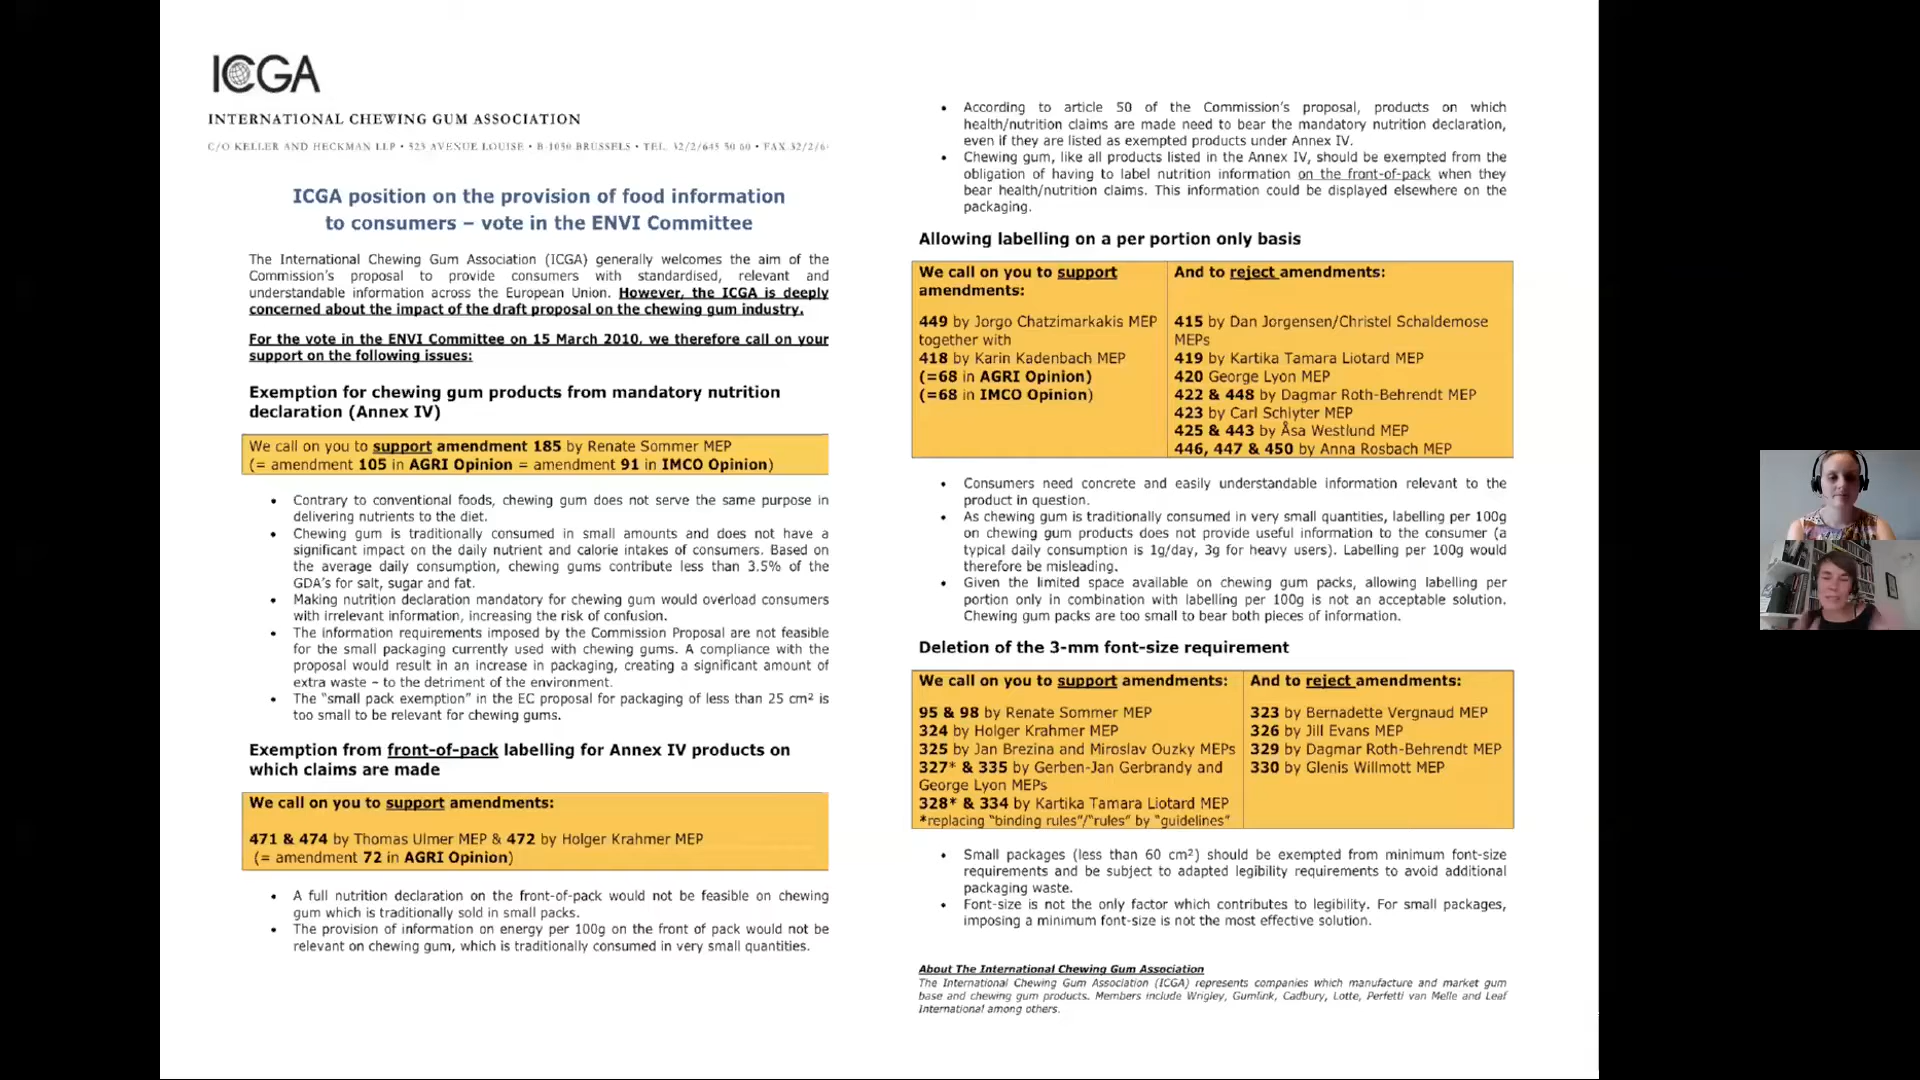 ICGA
INTERNATIONAL CHEWING GUM ASSOCIATION
C/O KELLER AND HECKMAN LLP • 523 AVENUE LOUISE • B-1050 BRUSSELS • TEL. 32/2/645 50 60 • FAX 32/2/6
ICGA position on the provision of food information
to consumers – vote in the ENVI Committee
The International Chewing Gum Association (ICGA) generally welcomes the aim of the
Commission's proposal to provide consumers with standardised, relevant and
understandable information across the European Union. However, the ICGA is deeply
concerned about the impact of the draft proposal on the chewing gum industry.
For the vote in the ENVI Committee on 15 March 2010, we therefore call on your
support on the following issues:
Exemption for chewing gum products from mandatory nutrition
declaration (Annex IV)
We call on you to support amendment 185 by Renate Sommer MEP
(= amendment 105 in AGRI Opinion = amendment 91 in IMCO Opinion)
• Contrary to conventional foods, chewing gum does not serve the same purpose in
delivering nutrients to the diet.
• Chewing gum is traditionally consumed in small amounts and does not have a
significant impact on the daily nutrient and calorie intakes of consumers. Based on
the average daily consumption, chewing gums contribute less than 3.5% of the
GDA's for salt, sugar and fat.
• Making nutrition declaration mandatory for chewing gum would overload consumers
with irrelevant information, increasing the risk of confusion.
• The information requirements imposed by the Commission Proposal are not feasible
for the small packaging currently used with chewing gums. A compliance with the
proposal would result in an increase in packaging, creating a significant amount of
extra waste – to the detriment of the environment.
• The "small pack exemption" in the EC proposal for packaging of less than 25 cm² is
too small to be relevant for chewing gums.
Exemption from front-of-pack labelling for Annex IV products on
which claims are made
We call on you to support amendments:
471 & 474 by Thomas Ulmer MEP & 472 by Holger Krahmer MEP
(= amendment 72 in AGRI Opinion)
• A full nutrition declaration on the front-of-pack would not be feasible on chewing
gum which is traditionally sold in small packs.
• The provision of information on energy per 100g on the front of pack would not be
relevant on chewing gum, which is traditionally consumed in very small quantities.
• According to article 50 of the Commission's proposal, products on which
health/nutrition claims are made need to bear the mandatory nutrition declaration,
even if they are listed as exempted products under Annex IV.
• Chewing gum, like all products listed in the Annex IV, should be exempted from the
obligation of having to label nutrition information on the front-of-pack when they
bear health/nutrition claims. This information could be displayed elsewhere on the
packaging.
Allowing labelling on a per portion only basis
We call on you to support
amendments:
449 by Jorgo Chatzimarkakis MEP
together with
418 by Karin Kadenbach MEP
(=68 in AGRI Opinion)
(=68 in IMCO Opinion)
And to reject amendments:
415 by Dan Jorgensen/Christel Schaldemose
MEPs
419 by Kartika Tamara Liotard MEP
420 George Lyon MEP
422 & 448 by Dagmar Roth-Behrendt MEP
423 by Carl Schlyter MEP
425 & 443 by Åsa Westlund MEP
446, 447 & 450 by Anna Rosbach MEP
• Consumers need concrete and easily understandable information relevant to the
product in question.
• As chewing gum is traditionally consumed in very small quantities, labelling per 100g
on chewing gum products does not provide useful information to the consumer (a
typical daily consumption is 1g/day, 3g for heavy users). Labelling per 100g would
therefore be misleading.
• Given the limited space available on chewing gum packs, allowing labelling per
portion only in combination with labelling per 100g is not an acceptable solution.
Chewing gum packs are too small to bear both pieces of information.
Deletion of the 3-mm font-size requirement
We call on you to support amendments:
95 & 98 by Renate Sommer MEP
324 by Holger Krahmer MEP
325 by Jan Brezina and Miroslav Ouzky MEPs
327* & 335 by Gerben-Jan Gerbrandy and
George Lyon MEPs
328* & 334 by Kartika Tamara Liotard MEP
*replacing "binding rules"/"rules" by "guidelines"
And to reject amendments:
323 by Bernadette Vergnaud MEP
326 by Jill Evans MEP
329 by Dagmar Roth-Behrendt MEP
330 by Glenis Willmott MEP
• Small packages (less than 60 cm²) should be exempted from minimum font-size
requirements and be subject to adapted legibility requirements to avoid additional
packaging waste.
• Font-size is not the only factor which contributes to legibility. For small packages,
imposing a minimum font-size is not the most effective solution.
About The International Chewing Gum Association
The International Chewing Gum Association (ICGA) represents companies which manufacture and market gum
base and chewing gum products. Members include Wrigley, Gumlink, Cadbury, Lotte, Perfetti van Melle and Leaf
International among others.